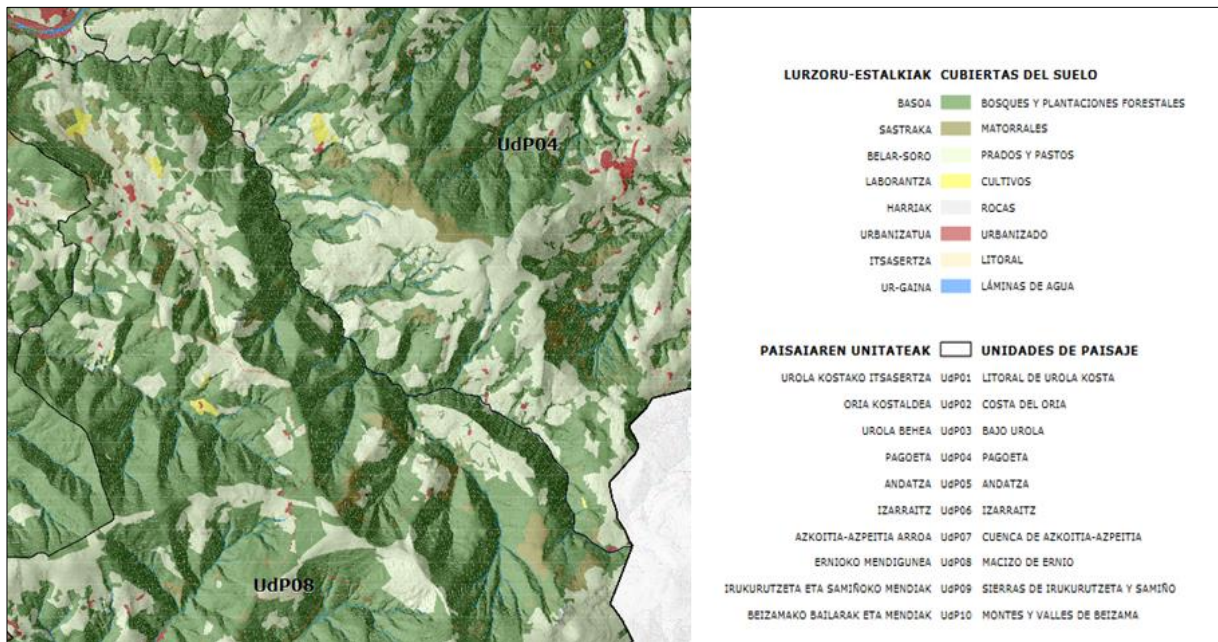 UdP04
UdP08
LURZORU-ESTALKIAK CUBIERTAS DEL SUELO
BASOA BOSQUES Y PLANTACIONES FORESTALES
SASTRAKA MATORRALES
BELAR-SORO PRADOS Y PASTOS
LABORANTZA CULTIVOS
HARRIAK ROCAS
URBANIZATUA URBANIZADO
ITSASERTZA LITORAL
UR-GAINA LÁMINAS DE AGUA
PAISAIAREN UNITATEAK UNIDADES DE PAISAJE
UROLA KOSTAKO ITSASERTZA UdP01 LITORAL DE UROLA KOSTA
ORIA KOSTALDEA UdP02 COSTA DEL ORIA
UROLA BEHEA UdP03 BAJO UROLA
PAGOETA UdP04 PAGOETA
ANDATZA UdP05 ANDATZA
IZARRAITZ UdP06 IZARRAITZ
AZKOITIA-AZPEITIA ARROA UdP07 CUENCA DE AZKOITIA-AZPEITIA
ERNIOKO MENDIGUNEA UdP08 MACIZO DE ERNIO
IRUKURUTZETA ETA SAMIÑOKO MENDIAK UdP09 SIERRAS DE IRUKURUTZETA Y SAMIÑO
BEIZAMAKO BAILARAK ETA MENDIAK UdP10 MONTES Y VALLES DE BEIZAMA